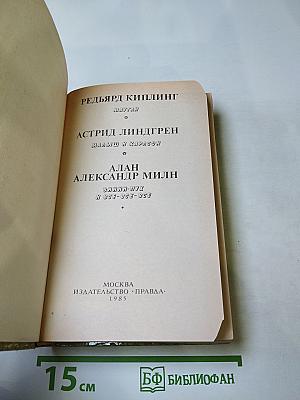 РЕДЬЯРД КИПЛИНГ
МАУГЛИ
АСТРИД ЛИНДГРЕН
МАЛЫШ И КАРЛСОН
АЛАН
АЛЕКСАНДР МИЛН
ВИННИ-ПУХ
И ВСЕ-ВСЕ-ВСЕ
МОСКВА
ИЗДАТЕЛЬСТВО «ПРАВДА»
1985
15 см
БФ БИБЛИОФАН